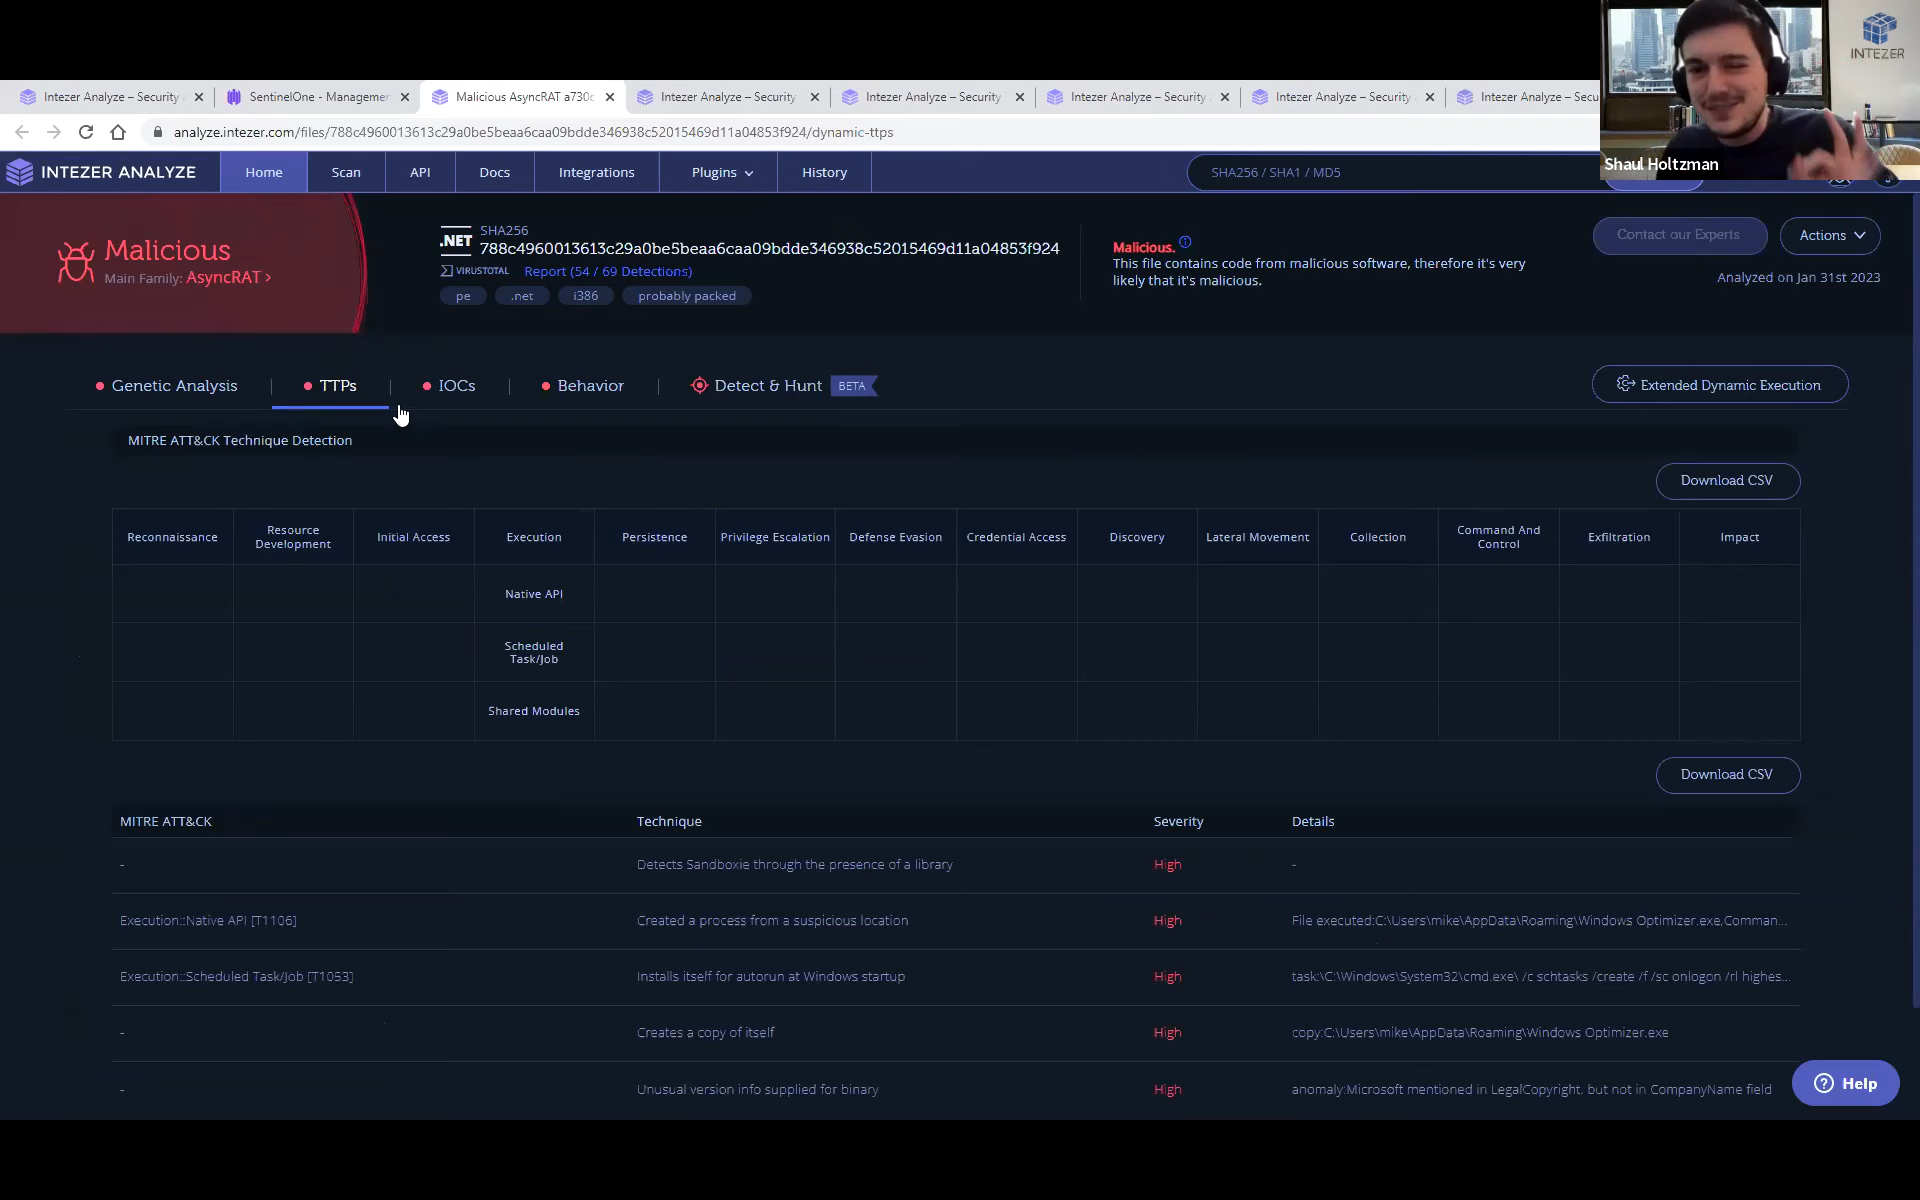 INTEZER
Intezer Analyze – Security a
SentinelOne - Managemen
Malicious AsyncRAT a730c
Intezer Analyze – Security
Intezer Analyze – Security
Intezer Analyze – Security
Intezer Analyze – Security
Intezer Analyze – Secu
analyze.intezer.com/files/788c4960013613c29a0be5beaa6caa09bdde346938c52015469d11a04853f924/dynamic-ttps
Shaul Holtzman
INTEZER ANALYZE
Home
Scan
API
Docs
Integrations
Plugins
History
SHA256 / SHA1 / MD5
Malicious
Main Family: AsyncRAT >
.NET
SHA256
788c4960013613c29a0be5beaa6caa09bdde346938c52015469d11a04853f924
VIRUSTOTAL
Report (54 / 69 Detections)
pe
.net
i386
probably packed
Malicious.
This file contains code from malicious software, therefore it's very
likely that it's malicious.
Contact our Experts
Actions
Analyzed on Jan 31st 2023
Genetic Analysis
TTPs
IOCs
Behavior
Detect & Hunt
BETA
Extended Dynamic Execution
MITRE ATT&CK Technique Detection
Download CSV
Reconnaissance
Resource
Development
Initial Access
Execution
Persistence
Privilege Escalation
Defense Evasion
Credential Access
Discovery
Lateral Movement
Collection
Command And
Control
Exfiltration
Impact
Native API
Scheduled
Task/Job
Shared Modules
Download CSV
MITRE ATT&CK
Technique
Severity
Details
-
Detects Sandboxie through the presence of a library
High
-
Execution::Native API [T1106]
Created a process from a suspicious location
High
File executed:C:\Users\mike\AppData\Roaming\Windows Optimizer.exe,Comman...
Execution::Scheduled Task/Job [T1053]
Installs itself for autorun at Windows startup
High
task:\C:\Windows\System32\cmd.exe\ /c schtasks /create /f /sc onlogon /rl highes...
-
Creates a copy of itself
High
copy:C:\Users\mike\AppData\Roaming\Windows Optimizer.exe
-
Unusual version info supplied for binary
High
anomaly:Microsoft mentioned in LegalCopyright, but not in CompanyName field
Help